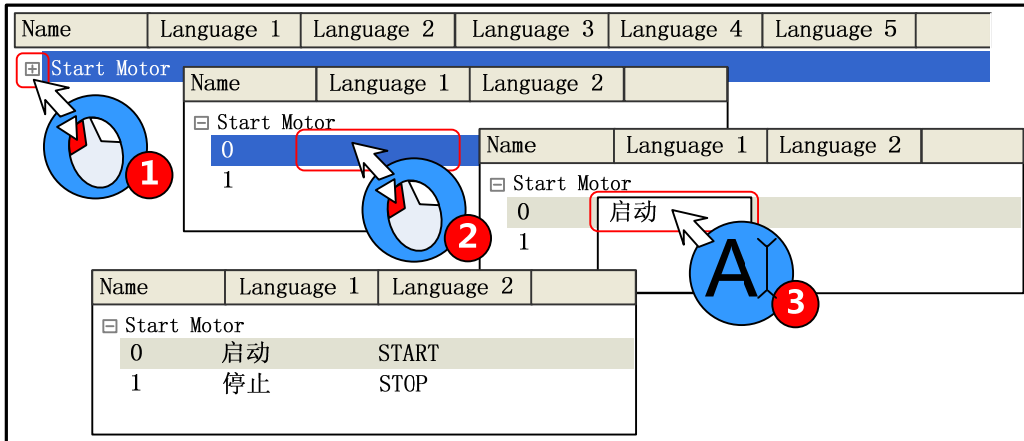 Name Language 1 Language 2 Language 3 Language 4 Language 5
Start Motor
1
Name Language 1 Language 2
Start Motor
0
1
2
Name Language 1 Language 2
Start Motor
0 启动
1
A
3
Name Language 1 Language 2
Start Motor
0 启动 START
1 停止 STOP